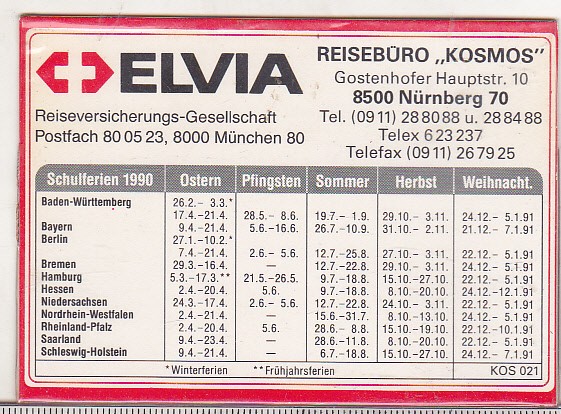 ELVIA
Reiseversicherungs-Gesellschaft
Postfach 80 05 23, 8000 München 80
REISEBÜRO „KOSMOS"
Gostenhofer Hauptstr. 10
8500 Nürnberg 70
Tel. (09 11) 28 80 88 u. 28 84 88
Telex 6 23 237
Telefax (09 11) 26 79 25
Schulferien 1990 Ostern Pfingsten Sommer Herbst Weihnacht.
Baden-Württemberg 26.2.– 3.3.*
17.4.–21.4. 28.5.– 8.6. 19.7.– 1.9. 29.10.– 3.11. 24.12.– 5.1.91
Bayern 9.4.–21.4. 5.6.–16.6. 26.7.–10.9. 31.10.– 2.11. 21.12.– 7.1.91
Berlin 27.1.–10.2.*
7.4.–21.4. 2.6.– 5.6. 12.7.–25.8. 27.10.– 3.11. 22.12.– 5.1.91
Bremen 29.3.–16.4. — 12.7.–22.8. 29.10.– 3.11. 24.12.– 5.1.91
Hamburg 5.3.–17.3.** 21.5.–26.5. 9.7.–18.8. 15.10.–27.10. 24.12.– 5.1.91
Hessen 2.4.–20.4. 5.6. 9.7.–18.8. 8.10.–20.10. 24.12.–12.1.91
Niedersachsen 24.3.–17.4. 2.6.– 5.6. 12.7.–22.8. 24.10.– 3.11. 22.12.– 5.1.91
Nordrhein-Westfalen 2.4.–21.4. — 15.6.–31.7. 8.10.–13.10. 22.12.– 5.1.91
Rheinland-Pfalz 2.4.–20.4. 5.6. 28.6.– 8.8. 15.10.–19.10. 22.12.–10.1.91
Saarland 9.4.–23.4. — 28.6.–11.8. 8.10.–20.10. 22.12.– 5.1.91
Schleswig-Holstein 9.4.–21.4. — 6.7.–18.8. 15.10.–27.10. 24.12.– 7.1.91
* Winterferien ** Frühjahrsferien KOS 021